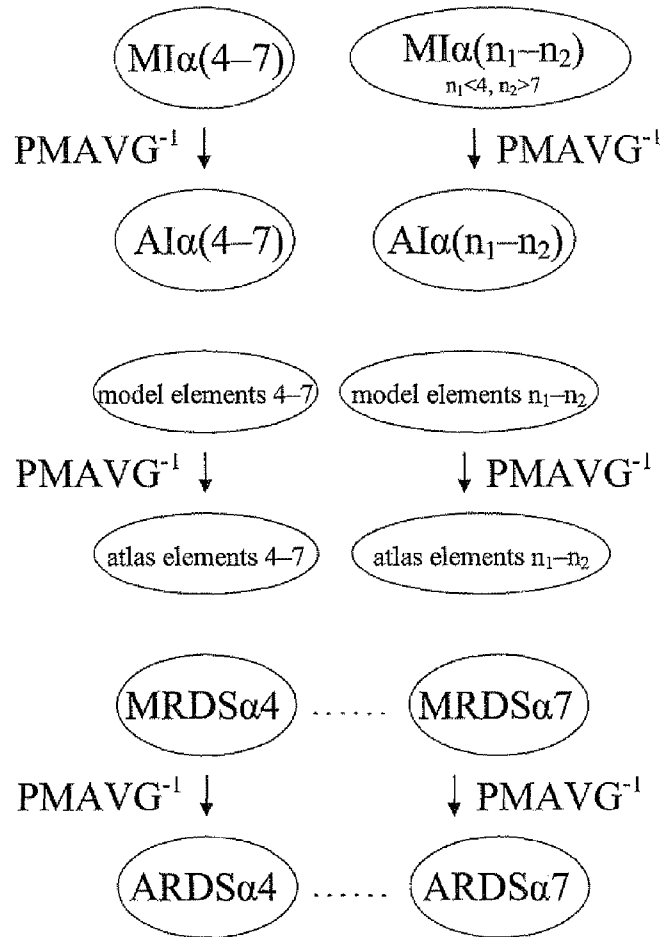 MIα(4–7) MIα(n₁–n₂)
n₁<4, n₂>7
PMAVG⁻¹ PMAVG⁻¹
AIα(4–7) AIα(n₁–n₂)
model elements 4–7 model elements n₁–n₂
PMAVG⁻¹ PMAVG⁻¹
atlas elements 4–7 atlas elements n₁–n₂
MRDSα4 ...... MRDSα7
PMAVG⁻¹ PMAVG⁻¹
ARDSα4 ...... ARDSα7